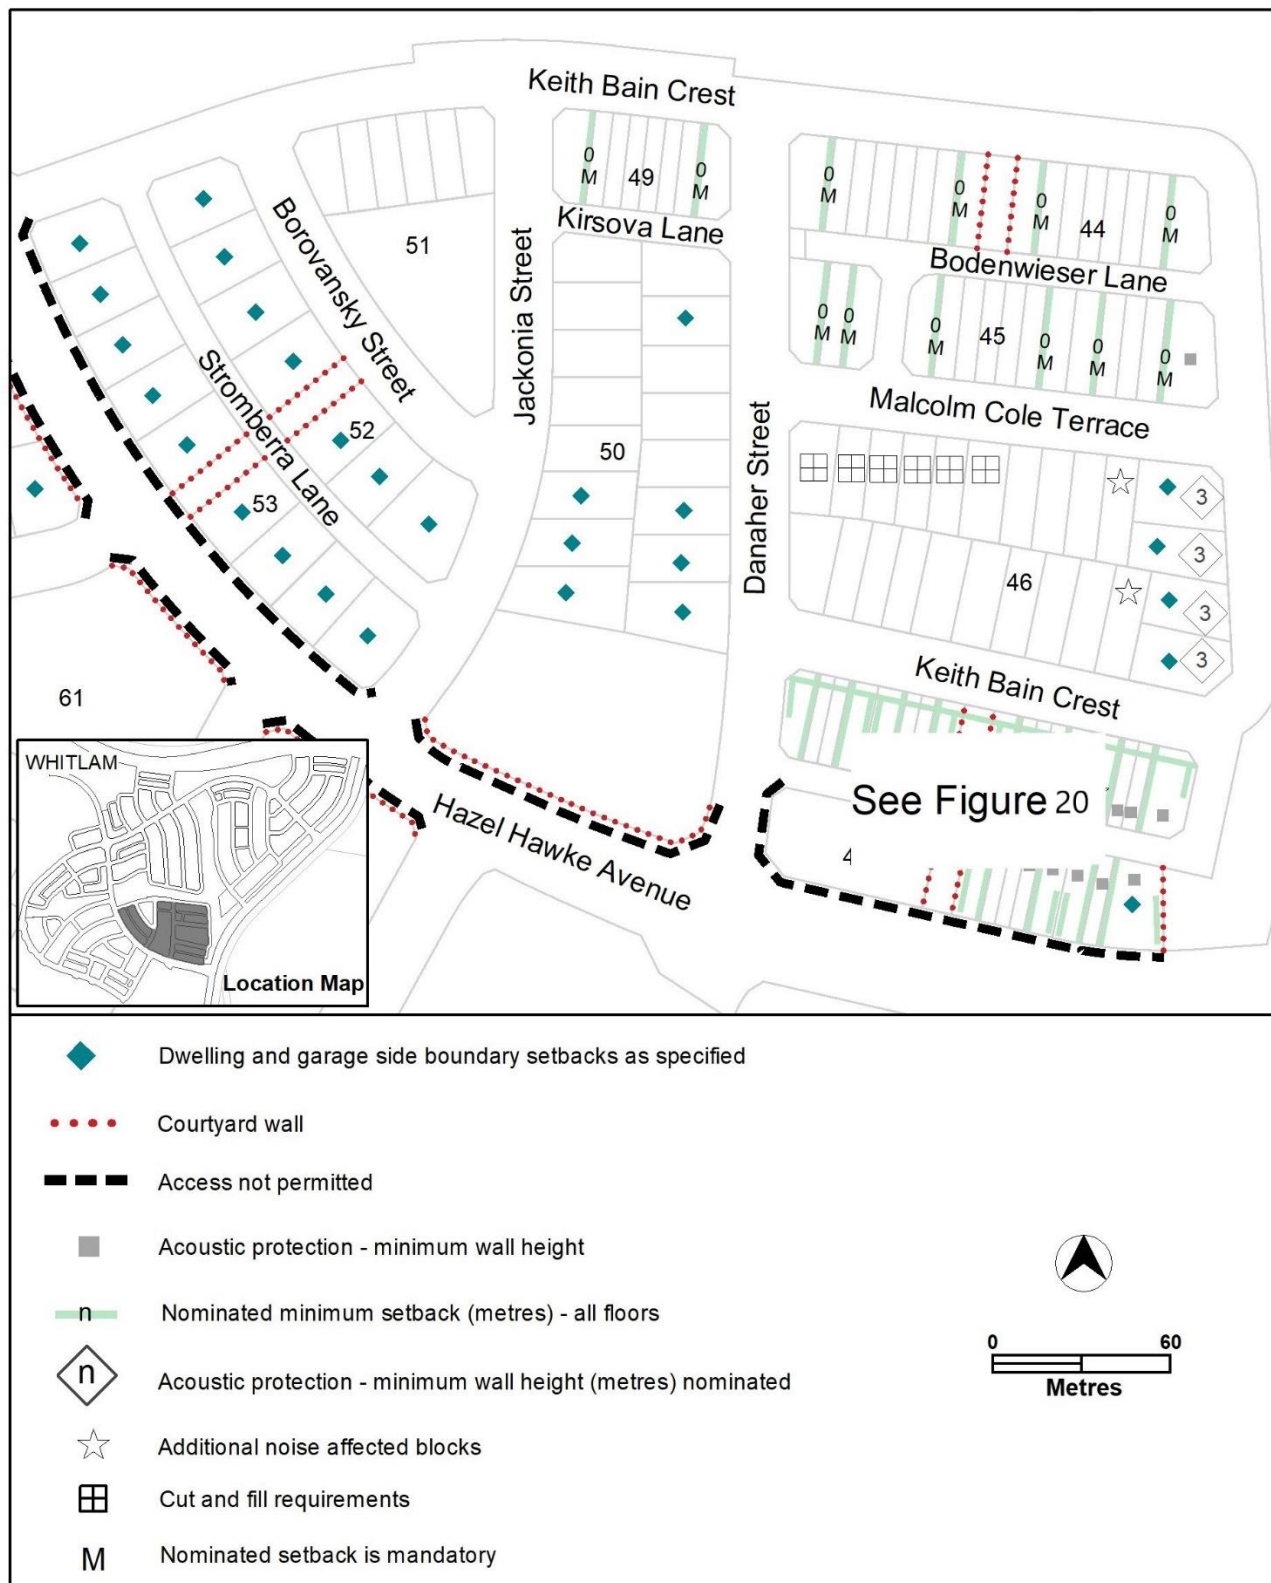 Keith Bain Crest
0
M
49
0
M
0
M
0
M
0
M
44
0
M
Borovansky Street
51
Jackonia Street
Kirsova Lane
Bodenwieser Lane
0
M
0
M
0
M
45
0
M
0
M
0
M
Stromberra Lane
52
53
50
Danaher Street
Malcolm Cole Terrace
3
3
46
3
3
Keith Bain Crest
61
See Figure 20
4
Hazel Hawke Avenue
WHITLAM
Location Map
Dwelling and garage side boundary setbacks as specified
Courtyard wall
Access not permitted
Acoustic protection - minimum wall height
n
Nominated minimum setback (metres) - all floors
n
Acoustic protection - minimum wall height (metres) nominated
Additional noise affected blocks
Cut and fill requirements
M
Nominated setback is mandatory
0 60
Metres